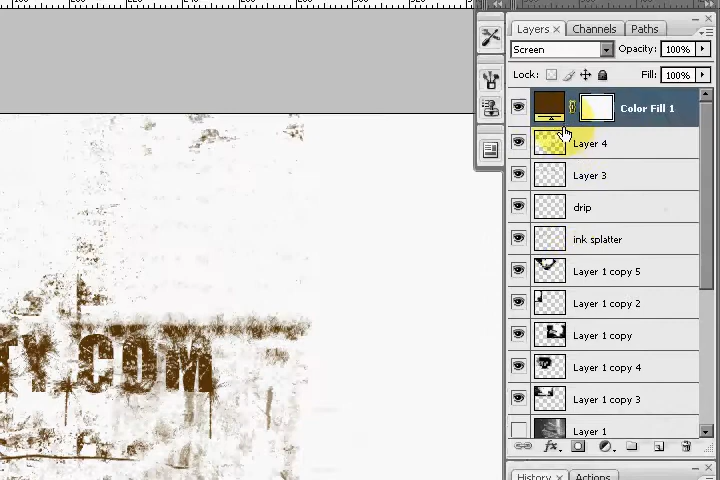 Layers × Channels Paths
Screen Opacity: 100%
Lock: Fill: 100%
Color Fill 1
Layer 4
Layer 3
drip
ink splatter
Layer 1 copy 5
Layer 1 copy 2
Layer 1 copy
Layer 1 copy 4
Layer 1 copy 3
Layer 1
fx
History × Actions
COM